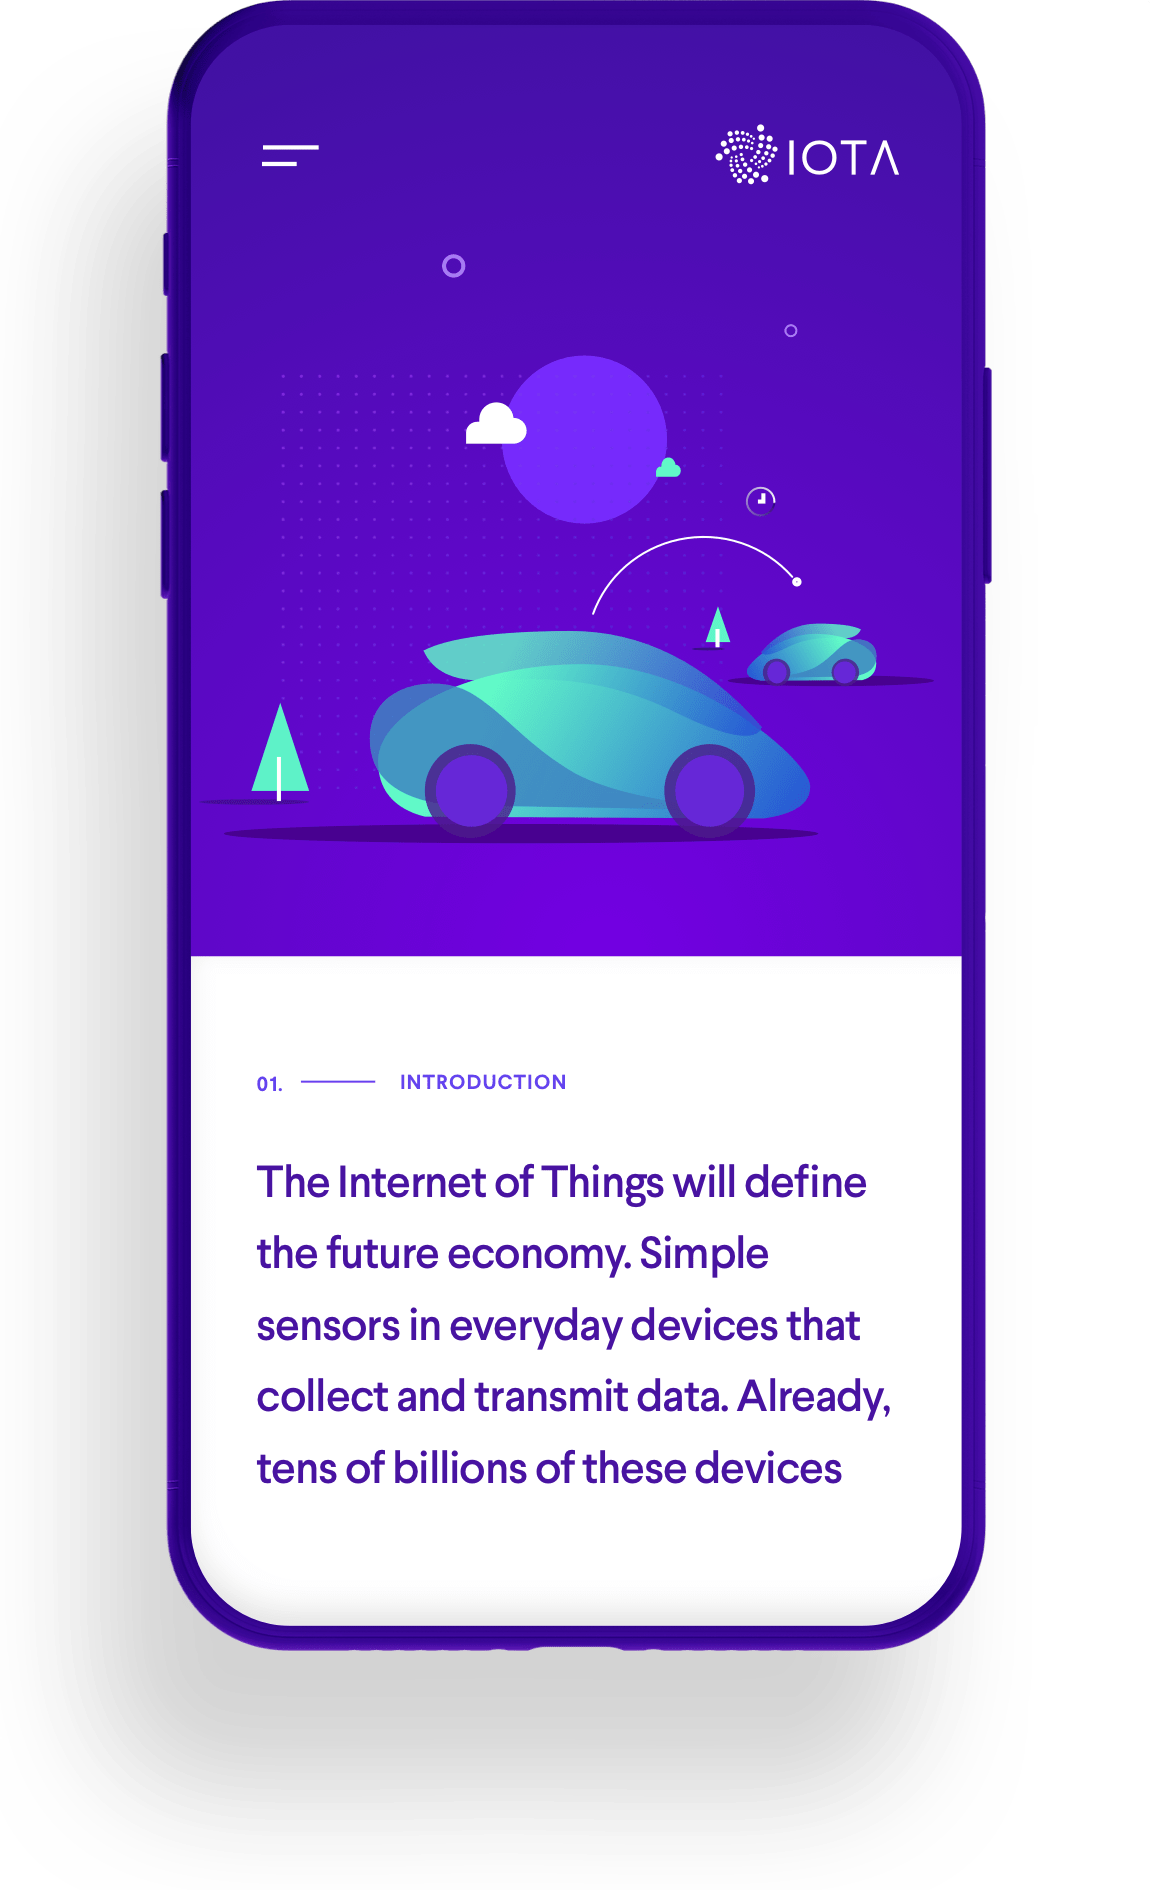 IOTA
01. INTRODUCTION
The Internet of Things will define
the future economy. Simple
sensors in everyday devices that
collect and transmit data. Already,
tens of billions of these devices